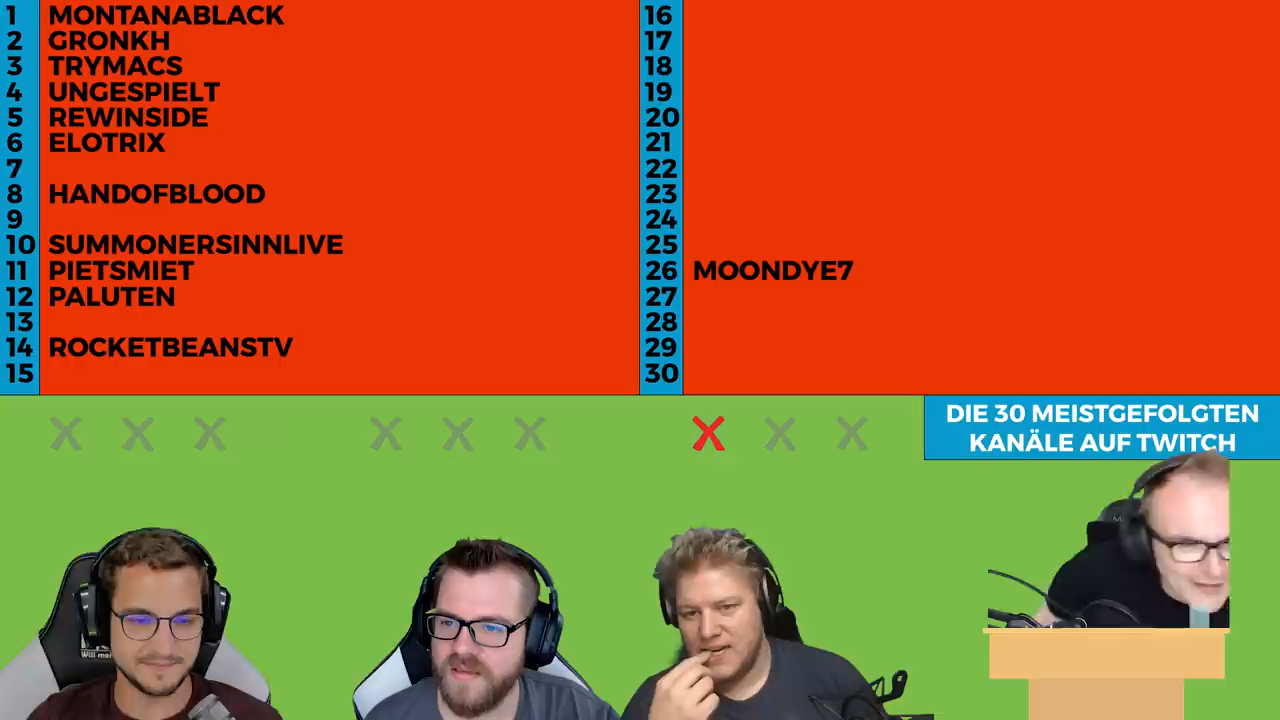 1 MONTANABLACK
2 GRONKH
3 TRYMACS
4 UNGESPIELT
5 REWINSIDE
6 ELOTRIX
7
8 HANDOFBLOOD
9
10 SUMMONERSINNLIVE
11 PIETSMIET
12 PALUTEN
13
14 ROCKETBEANSTV
15
16
17
18
19
20
21
22
23
24
25
26 MOONDYE7
27
28
29
30
DIE 30 MEISTGEFOLGTEN
KANÄLE AUF TWITCH
Will